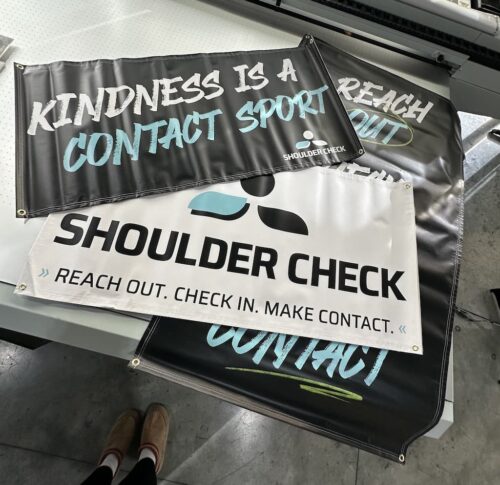 KINDNESS IS A
CONTACT SPORT
SHOULDER CHECK
REACH
OUT
SHOULDER CHECK
» REACH OUT. CHECK IN. MAKE CONTACT. «
CONTACT